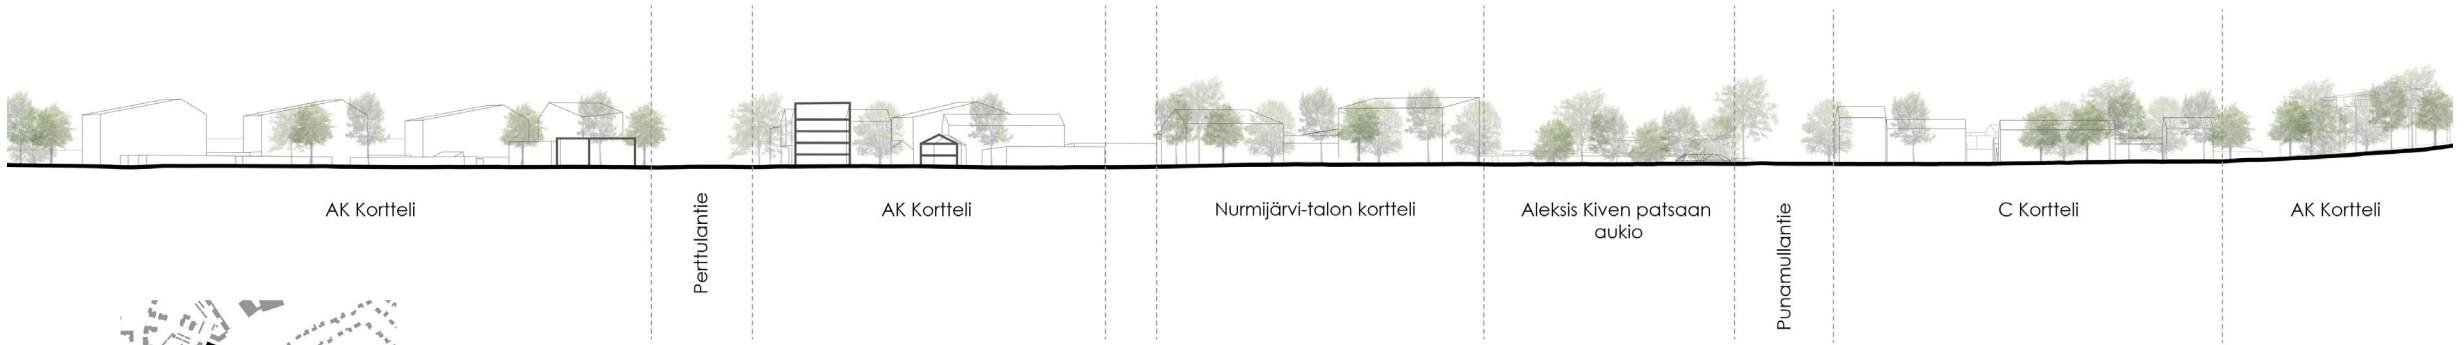 AK Kortteli
Perttulantie
AK Kortteli
Nurmijärvi-talon kortteli
Aleksis Kiven patsaan
aukio
Punamullantie
C Kortteli
AK Kortteli